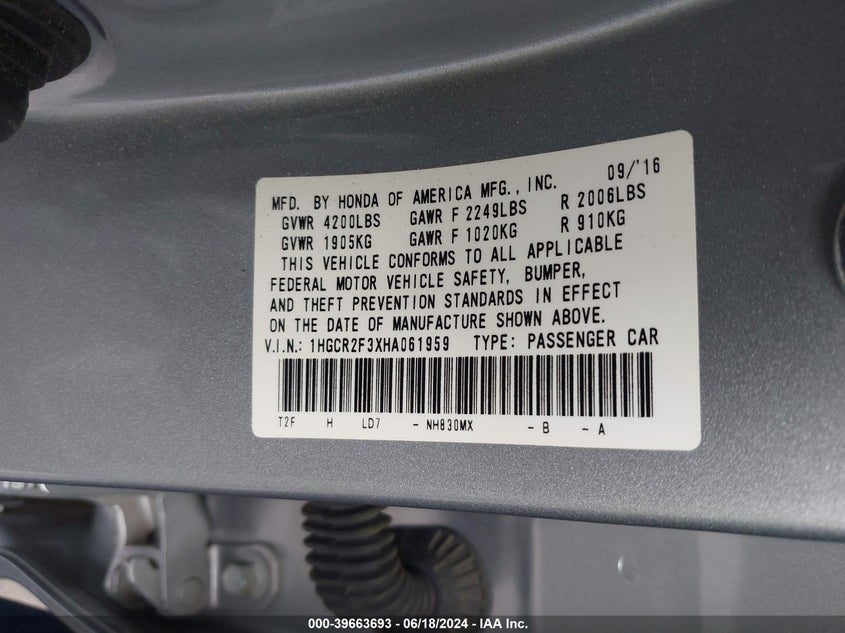 MFD. BY HONDA OF AMERICA MFG., INC. 09/'16
GVWR 4200LBS GAWR F 2249LBS R 2006LBS
GVWR 1905KG GAWR F 1020KG R 910KG
THIS VEHICLE CONFORMS TO ALL APPLICABLE
FEDERAL MOTOR VEHICLE SAFETY, BUMPER,
AND THEFT PREVENTION STANDARDS IN EFFECT
ON THE DATE OF MANUFACTURE SHOWN ABOVE.
V.I.N.: 1HGCR2F3XHA061959 TYPE: PASSENGER CAR
T2F H LD7 - NH830MX - B - A
000-39663693 - 06/18/2024 - IAA Inc.